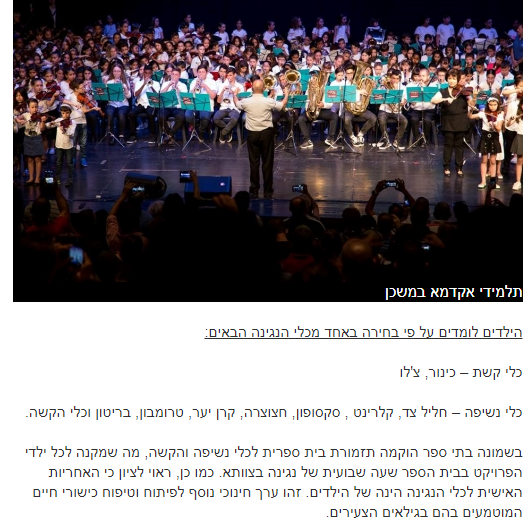 תלמידי אקדמא במשכן
הילדים לומדים על פי בחירה באחד מכלי הנגינה הבאים:
כלי קשת – כינור, צ'לו
כלי נשיפה – חליל צד, קלרינט , סקסופון, חצוצרה, קרן יער, טרומבון, בריטון וכלי הקשה.
בשמונה בתי ספר הוקמה תזמורת בית ספרית לכלי נשיפה והקשה, מה שמקנה לכל ילדי
הפרויקט בבית הספר שעה שבועית של נגינה בצוותא. כמו כן, ראוי לציון כי האחריות
האישית לכלי הנגינה הינה של הילדים. זהו ערך חינוכי נוסף לפיתוח וטיפוח כישורי חיים
המוטמעים בהם בגילאים הצעירים.